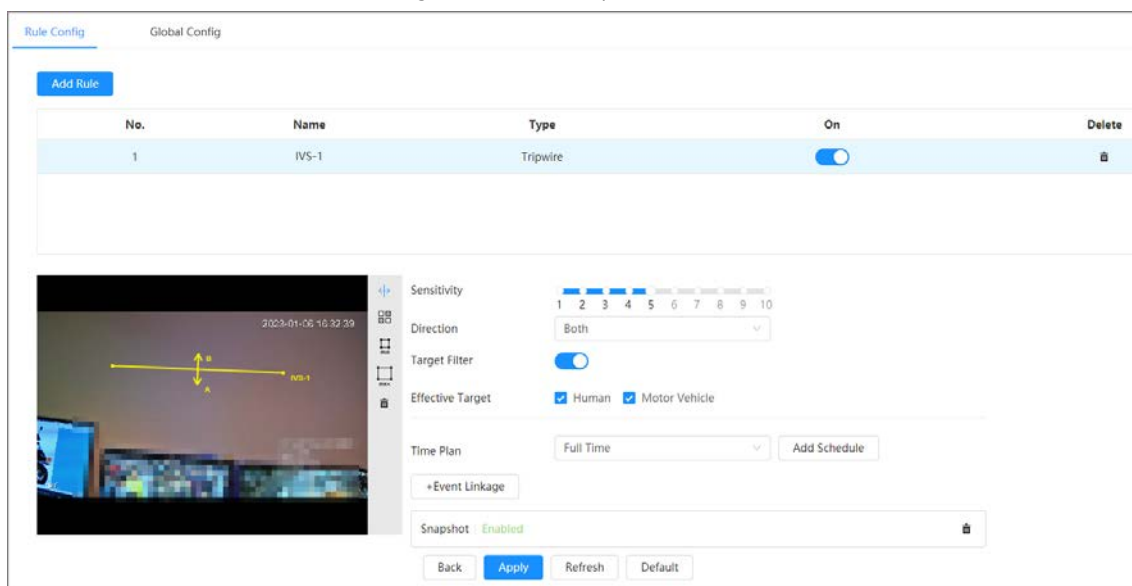 Rule Config Global Config
Add Rule
No. Name Type On Delete
1 IVS-1 Tripwire
2023-01-06 16:32:39
B
IVS-1
A
Sensitivity
1 2 3 4 5 6 7 8 9 10
Direction Both
Target Filter
Effective Target Human Motor Vehicle
Time Plan Full Time Add Schedule
+Event Linkage
Snapshot Enabled
Back Apply Refresh Default